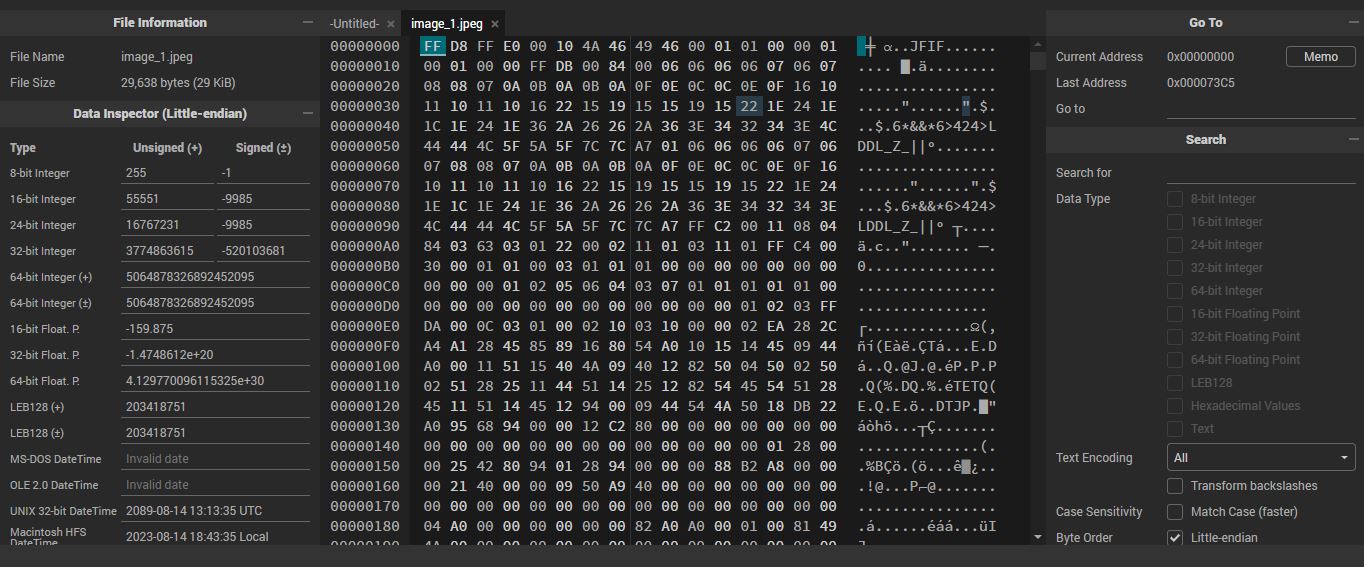 File Information
File Name image_1.jpeg
File Size 29,638 bytes (29 KiB)
Data Inspector (Little-endian)
Type Unsigned (+) Signed (±)
8-bit Integer 255 -1
16-bit Integer 55551 -9985
24-bit Integer 16767231 -9985
32-bit Integer 3774863615 -520103681
64-bit Integer (+) 5064878326892452095
64-bit Integer (±) 5064878326892452095
16-bit Float. P. -159.875
32-bit Float. P. -1.4748612e+20
64-bit Float. P. 4.129770096115325e+30
LEB128 (+) 203418751
LEB128 (±) 203418751
MS-DOS DateTime Invalid date
OLE 2.0 DateTime Invalid date
UNIX 32-bit DateTime 2089-08-14 13:13:35 UTC
Macintosh HFS DateTime 2023-08-14 18:43:35 Local
-Untitled- × image_1.jpeg ×
00000000 FF D8 FF E0 00 10 4A 46 49 46 00 01 01 00 00 01 ╪ α..JFIF......
00000010 00 01 00 00 FF DB 00 84 00 06 06 06 06 07 06 07 .... █.ä........
00000020 08 08 07 0A 0B 0A 0B 0A 0F 0E 0C 0C 0E 0F 16 10 ................
00000030 11 10 11 10 16 22 15 19 15 15 19 15 22 1E 24 1E ....."......".$.
00000040 1C 1E 24 1E 36 2A 26 26 2A 36 3E 34 32 34 3E 4C ..$.6*&&*6>424>L
00000050 44 44 4C 5F 5A 5F 7C 7C A7 01 06 06 06 06 07 06 DDL_Z_||º.......
00000060 07 08 08 07 0A 0B 0A 0B 0A 0F 0E 0C 0C 0E 0F 16 ................
00000070 10 11 10 11 10 16 22 15 19 15 15 19 15 22 1E 24 ......"......".$
00000080 1E 1C 1E 24 1E 36 2A 26 26 2A 36 3E 34 32 34 3E ...$.6*&&*6>424>
00000090 4C 44 44 4C 5F 5A 5F 7C 7C A7 FF C2 00 11 08 04 LDDL_Z_||º ┬....
000000A0 84 03 63 03 01 22 00 02 11 01 03 11 01 FF C4 00 ä.c.."....... ─.
000000B0 30 00 01 01 00 03 01 01 01 00 00 00 00 00 00 00 0...............
000000C0 00 00 00 01 02 05 06 04 03 07 01 01 01 01 01 00 ................
000000D0 00 00 00 00 00 00 00 00 00 00 00 00 01 02 03 FF ...............
000000E0 DA 00 0C 03 01 00 02 10 03 10 00 00 02 EA 28 2C ┌............Ω(,
000000F0 A4 A1 28 45 85 89 16 80 54 A0 10 15 14 45 09 44 ñí(Eàë.ÇTá...E.D
00000100 A0 00 11 51 15 40 4A 09 40 12 82 50 04 50 02 50 á..Q.@J.@.éP.P.P
00000110 02 51 28 25 11 44 51 14 25 12 82 54 45 54 51 28 .Q(%.DQ.%.éTETQ(
00000120 45 11 51 14 45 12 94 00 09 44 54 4A 50 18 DB 22 E.Q.E.ö..DTJP.█"
00000130 A0 95 68 94 00 00 12 C2 80 00 00 00 00 00 00 00 áòhö...┬Ç.......
00000140 00 00 00 00 00 00 00 00 00 00 00 00 00 01 28 00 ..............(.
00000150 00 25 42 80 94 01 28 94 00 00 00 88 B2 A8 00 00 .%BÇö.(ö...ê▓¿..
00000160 00 21 40 00 00 09 50 A9 40 00 00 00 00 00 00 00 .!@...P⌐@.......
00000170 00 00 00 00 00 00 00 00 00 00 00 00 00 00 00 00 ................
00000180 04 A0 00 00 00 00 00 82 A0 A0 00 01 00 81 49 .á......éáá...üI
00000190 4A 00 00 00 00 00 00 00 00 00 00 00 00 00 00 00
Go To
Current Address 0x00000000 Memo
Last Address 0x000073C5
Go to
Search
Search for
Data Type 8-bit Integer
16-bit Integer
24-bit Integer
32-bit Integer
64-bit Integer
16-bit Floating Point
32-bit Floating Point
64-bit Floating Point
LEB128
Hexadecimal Values
Text
Text Encoding All
Transform backslashes
Case Sensitivity Match Case (faster)
Byte Order Little-endian